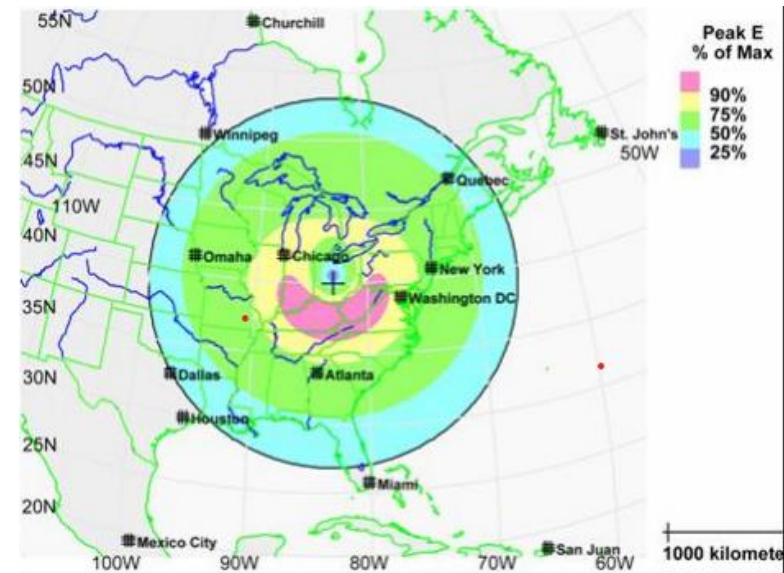 55N
Churchill
Peak E
% of Max
90%
75%
50%
25%
50N
Winnipeg
St. John's
50W
45N
Quebec
110W
40N
Omaha
Chicago
New York
Washington DC
35N
30N
Dallas
Atlanta
Houston
25N
Miami
20N
Mexico City
San Juan
1000 kilomete
100W
90W
80W
70W
60W